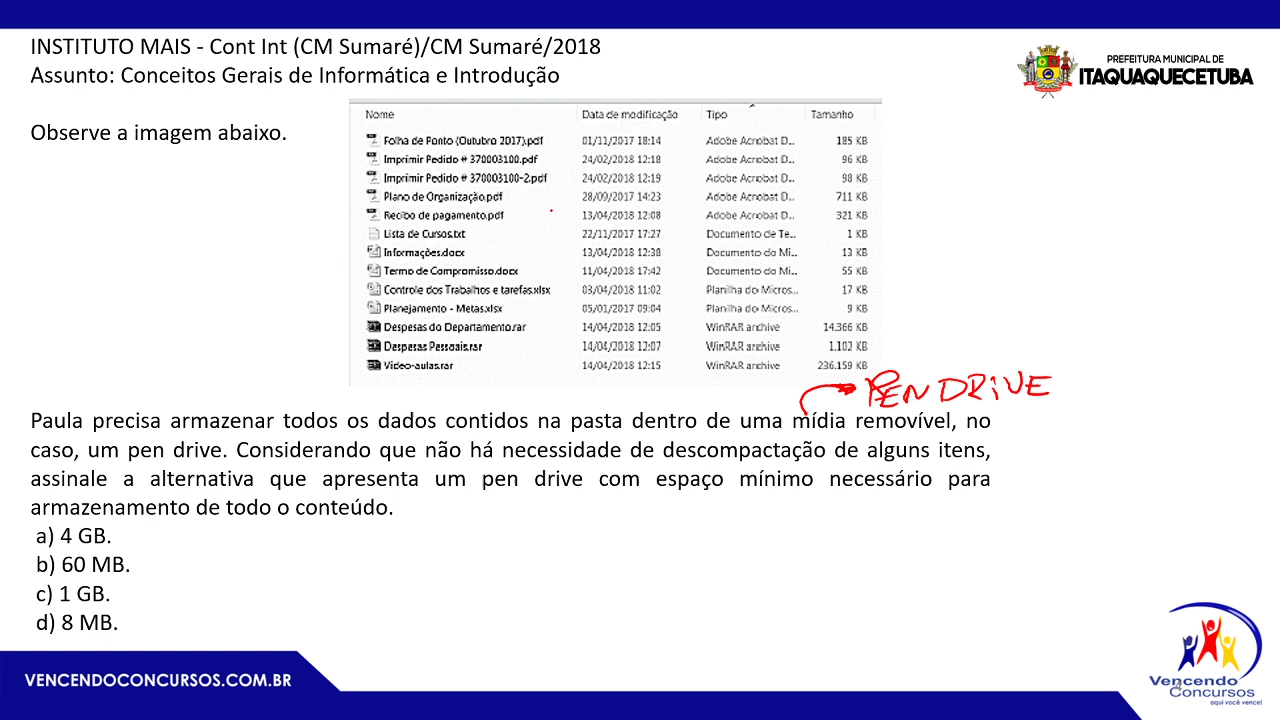 INSTITUTO MAIS - Cont Int (CM Sumaré)/CM Sumaré/2018
Assunto: Conceitos Gerais de Informática e Introdução
PREFEITURA MUNICIPAL DE
ITAQUAQUECETUBA
Observe a imagem abaixo.
Nome Data de modificação Tipo Tamanho
Folha de Ponto (Outubro 2017).pdf 01/11/2017 18:14 Adobe Acrobat D... 185 KB
Imprimir Pedido # 370003100.pdf 24/02/2018 12:18 Adobe Acrobat D... 96 KB
Imprimir Pedido # 370003100-2.pdf 24/02/2018 12:19 Adobe Acrobat D... 98 KB
Plano de Organização.pdf 28/09/2017 14:23 Adobe Acrobat D... 711 KB
Recibo de pagamento.pdf 13/04/2018 12:08 Adobe Acrobat D... 321 KB
Lista de Cursos.txt 22/11/2017 17:27 Documento de Te... 1 KB
Informações.docx 13/04/2018 12:38 Documento do Mi... 13 KB
Termo de Compromisso.docx 11/04/2018 17:42 Documento do Mi... 55 KB
Controle dos Trabalhos e tarefas.xlsx 03/04/2018 11:02 Planilha do Micros... 17 KB
Planejamento - Metas.xlsx 05/01/2017 09:04 Planilha do Micros... 9 KB
Despesas do Departamento.rar 14/04/2018 12:05 WinRAR archive 14.366 KB
Despesas Pessoais.rar 14/04/2018 12:07 WinRAR archive 1.102 KB
Video-aulas.rar 14/04/2018 12:15 WinRAR archive 236.159 KB
PEN DRIVE
Paula precisa armazenar todos os dados contidos na pasta dentro de uma mídia removível, no
caso, um pen drive. Considerando que não há necessidade de descompactação de alguns itens,
assinale a alternativa que apresenta um pen drive com espaço mínimo necessário para
armazenamento de todo o conteúdo.
a) 4 GB.
b) 60 MB.
c) 1 GB.
d) 8 MB.
VENCENDOCONCURSOS.COM.BR
Vencendo
Concursos
aqui você vence!